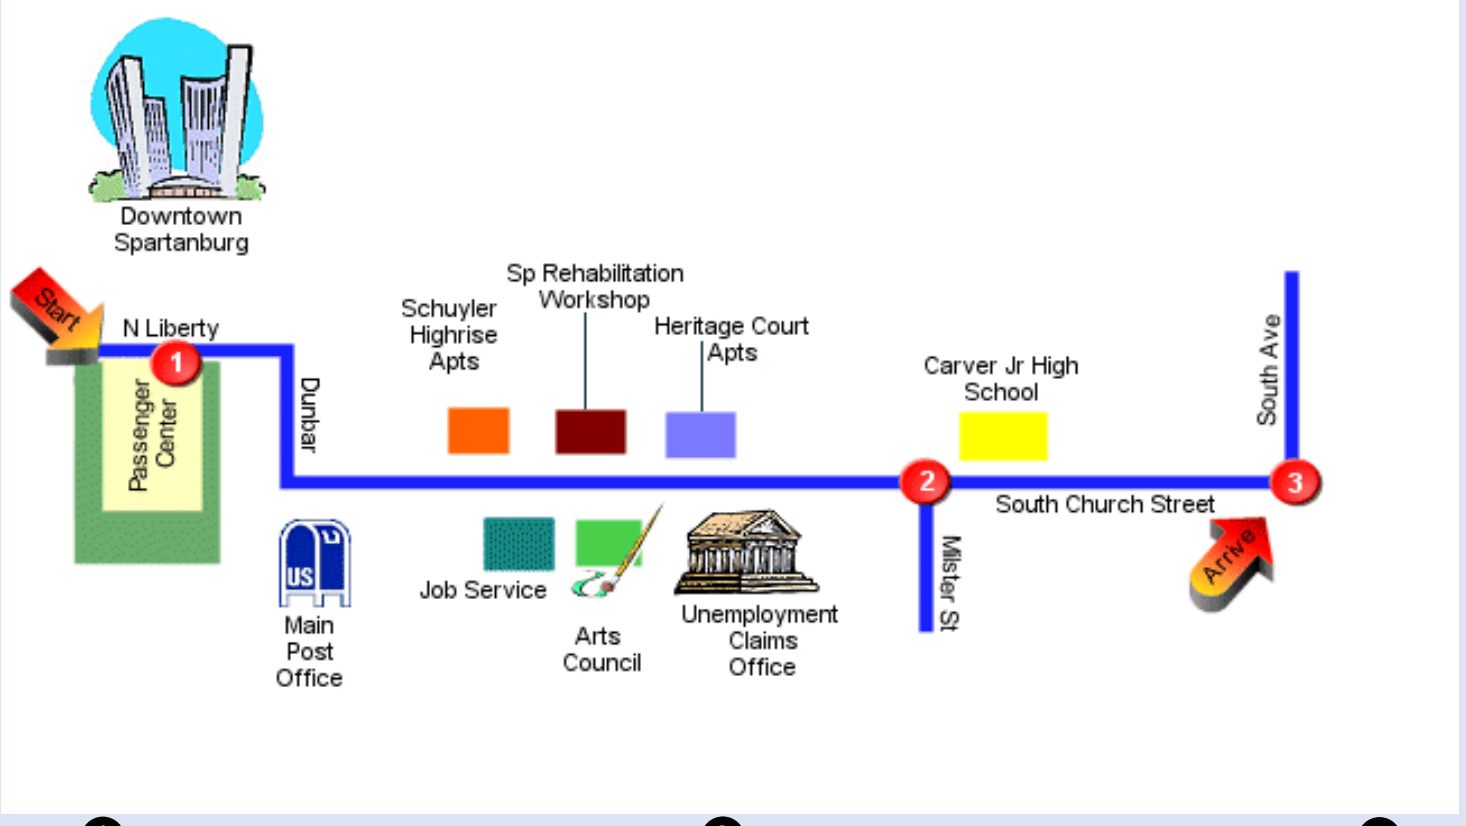 Downtown
Spartanburg
Start
N Liberty
1
Passenger
Center
Dunbar
Schuyler
Highrise
Apts
Sp Rehabilitation
Workshop
Heritage Court
Apts
Carver Jr High
School
South Ave
2
3
South Church Street
Arrive
Milster St
US
Main
Post
Office
Job Service
Arts
Council
Unemployment
Claims
Office